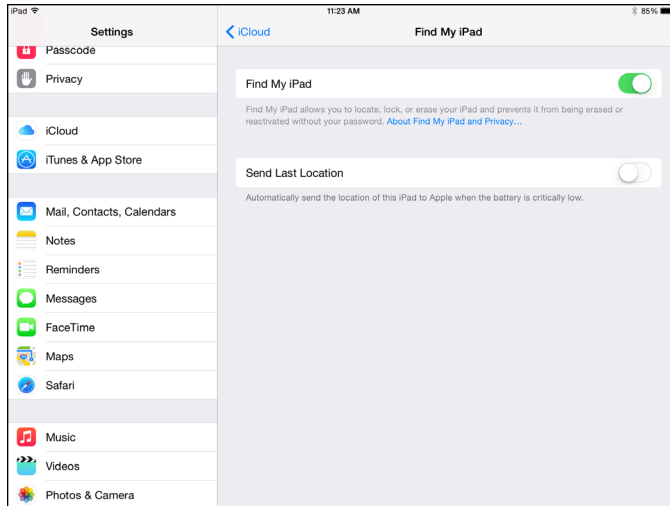 iPad
11:23 AM
85%
Settings
iCloud
Find My iPad
Passcode
Privacy
iCloud
iTunes & App Store
Mail, Contacts, Calendars
Notes
Reminders
Messages
FaceTime
Maps
Safari
Music
Videos
Photos & Camera
Find My iPad
Find My iPad allows you to locate, lock, or erase your iPad and prevents it from being erased or
reactivated without your password. About Find My iPad and Privacy...
Send Last Location
Automatically send the location of this iPad to Apple when the battery is critically low.